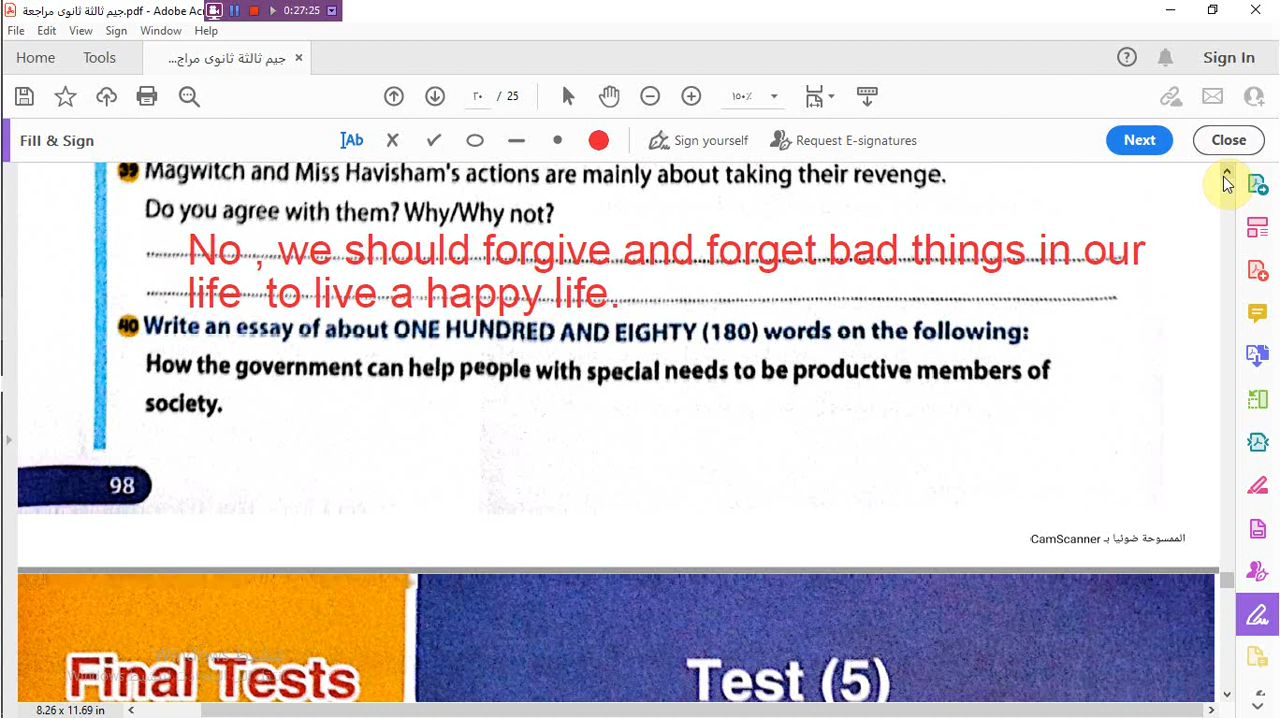 جيم ثالثة ثانوى مراجعة.pdf - Adobe Ac
0:27:25
File Edit View Sign Window Help
Home Tools جيم ثالثة ثانوى مراج... × Sign In
٢٠ / 25 ١٥٠٪
Fill & Sign Ab Sign yourself Request E-signatures Next Close
39 Magwitch and Miss Havisham's actions are mainly about taking their revenge.
Do you agree with them? Why/Why not?
No , we should forgive and forget bad things in our
life , to live a happy life.
40 Write an essay of about ONE HUNDRED AND EIGHTY (180) words on the following:
How the government can help people with special needs to be productive members of
society.
98
الممسوحة ضوئيا بـ CamScanner
Final Tests Test (5)
8.26 x 11.69 in